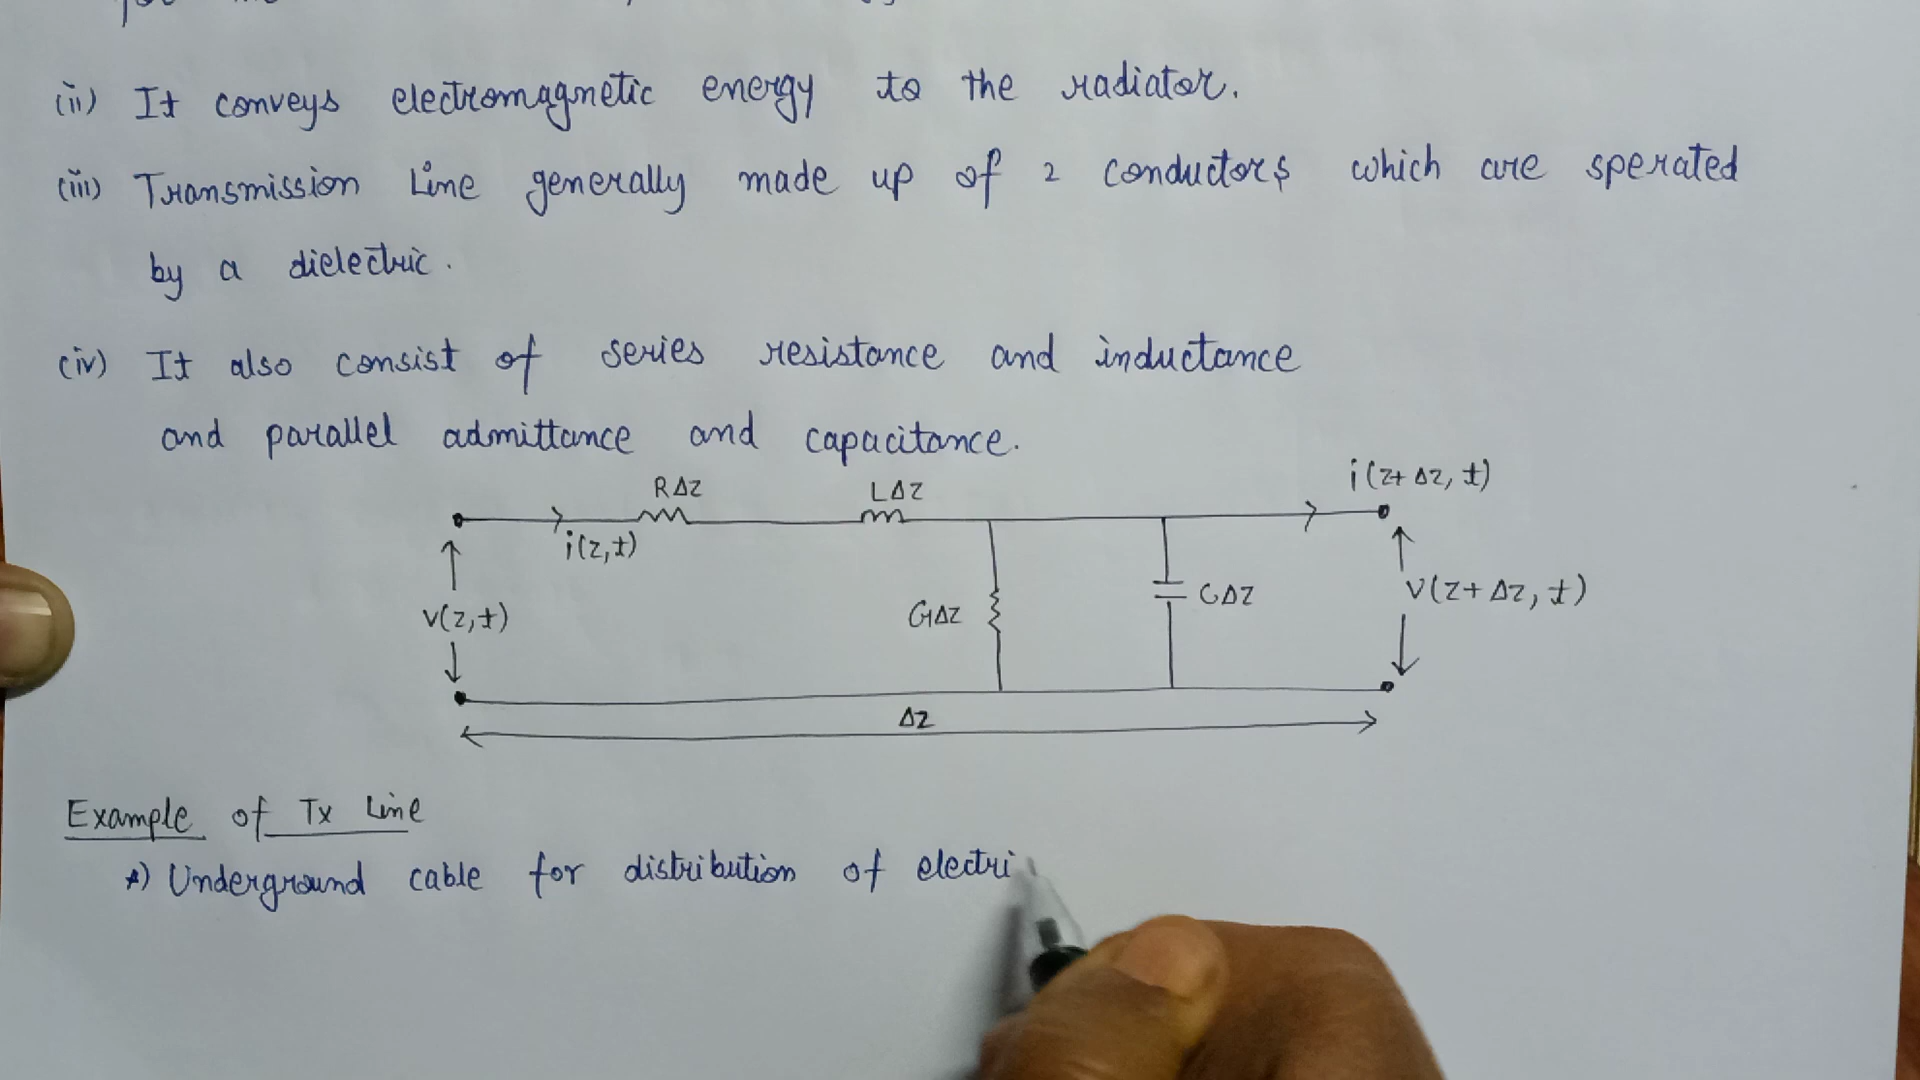 (ii) It conveys electromagnetic energy to the radiator.
(iii) Transmission Line generally made up of 2 conductors which are sperated
by a dielectric.
(iv) It also consist of series resistance and inductance
and parallel admittance and capacitance.
i(z+Δz, t)
RΔZ LΔZ
i(z,t)
v(z,t) GΔZ CΔZ v(z+Δz, t)
ΔZ
Example of Tx Line
*) Underground cable for distribution of electri